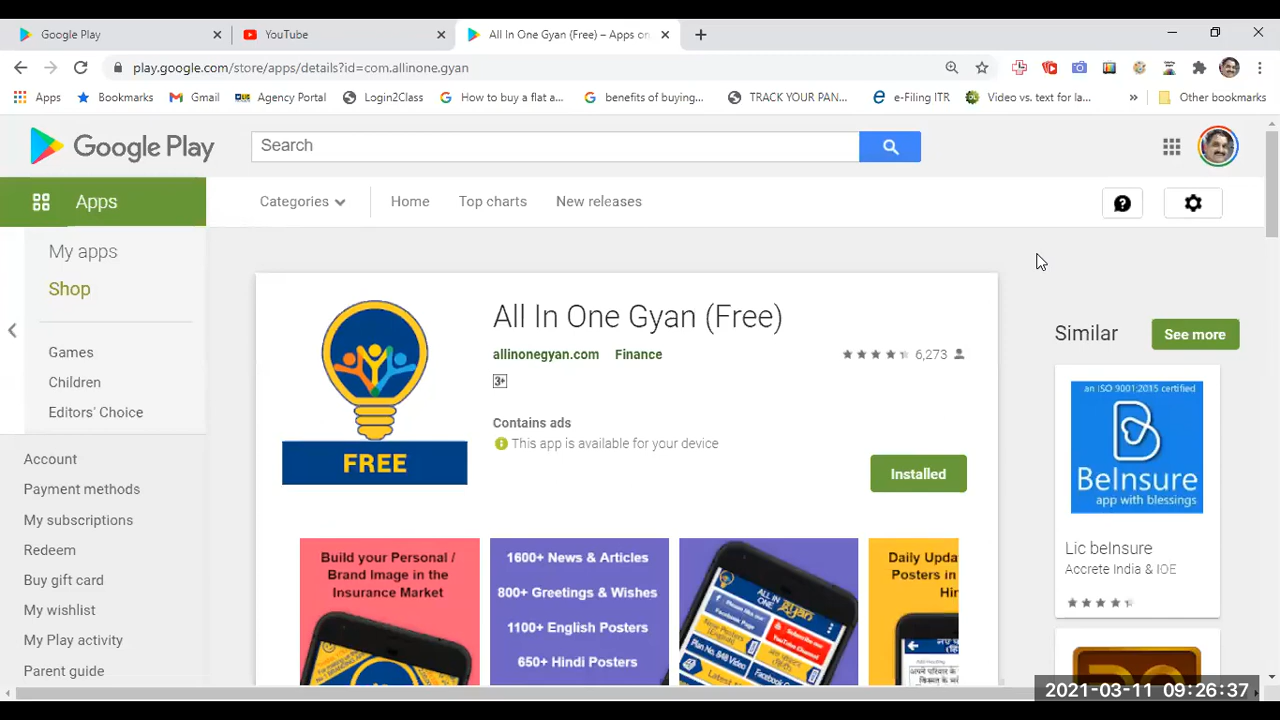 Google Play
YouTube
All In One Gyan (Free) – Apps on
play.google.com/store/apps/details?id=com.allinone.gyan
Apps
Bookmarks
Gmail
Agency Portal
Login2Class
How to buy a flat a...
benefits of buying...
TRACK YOUR PAN...
e-Filing ITR
Video vs. text for la...
»
Other bookmarks
Google Play
Search
Apps
Categories
Home
Top charts
New releases
My apps
Shop
Games
Children
Editors' Choice
Account
Payment methods
My subscriptions
Redeem
Buy gift card
My wishlist
My Play activity
Parent guide
FREE
All In One Gyan (Free)
allinonegyan.com Finance
6,273
3+
Contains ads
This app is available for your device
Installed
Build your Personal /
Brand Image in the
Insurance Market
1600+ News & Articles
800+ Greetings & Wishes
1100+ English Posters
650+ Hindi Posters
ALL IN
ONE
Gyan
Daily Upda
Posters in
Hin
Similar
See more
an ISO 9001:2015 certified
BeInsure
app with blessings
Lic beInsure
Accrete India & IOE
2021-03-11 09:26:37